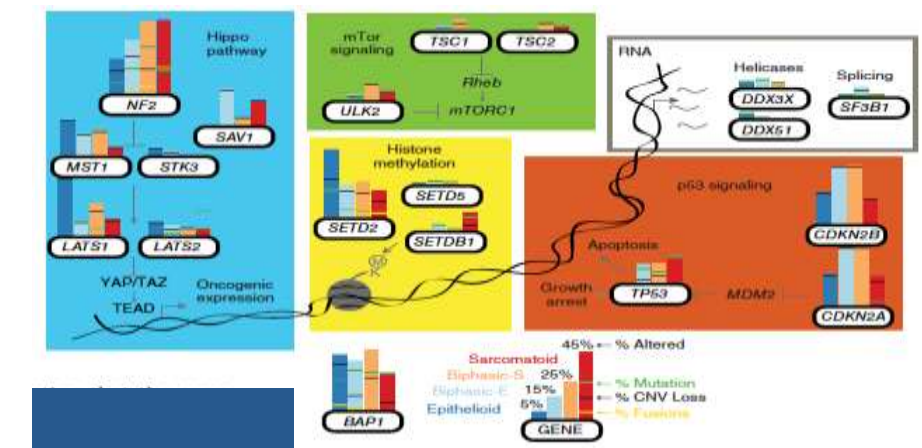 Hippo
pathway
NF2
SAV1
MST1
STK3
LATS1
LATS2
YAP/TAZ
TEAD
Oncogenic
expression
mTor
signaling
TSC1
TSC2
Rheb
ULK2
mTORC1
Histone
methylation
SETD2
SETD5
SETDB1
M
RNA
Helicases
DDX3X
DDX51
Splicing
SF3B1
p53 signaling
CDKN2B
Apoptosis
Growth
arrest
TP53
MDM2
CDKN2A
BAP1
Sarcomatoid
Biphasic-S
Biphasic-E
Epithelioid
45%
25%
15%
5%
GENE
% Altered
% Mutation
% CNV Loss
% Fusions